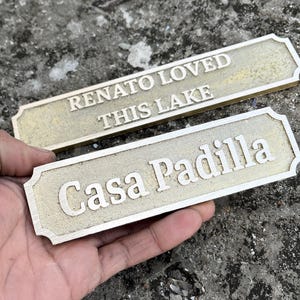 RENATO LOVED
THIS LAKE
Casa Padilla